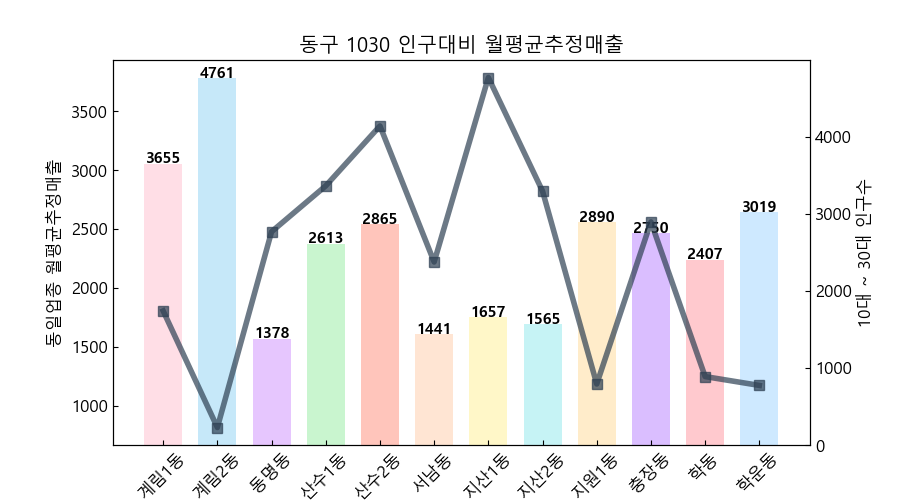 동구 1030 인구대비 월평균추정매출
동일업종 월평균추정매출
3500
3000
2500
2000
1500
1000
3655
4761
1378
2613
2865
1441
1657
1565
2890
2750
2407
3019
4000
3000
2000
1000
0
10대 ~ 30대 인구수
계림1동
계림2동
동명동
산수1동
산수2동
서남동
지산1동
지산2동
지원1동
충장동
학동
학운동